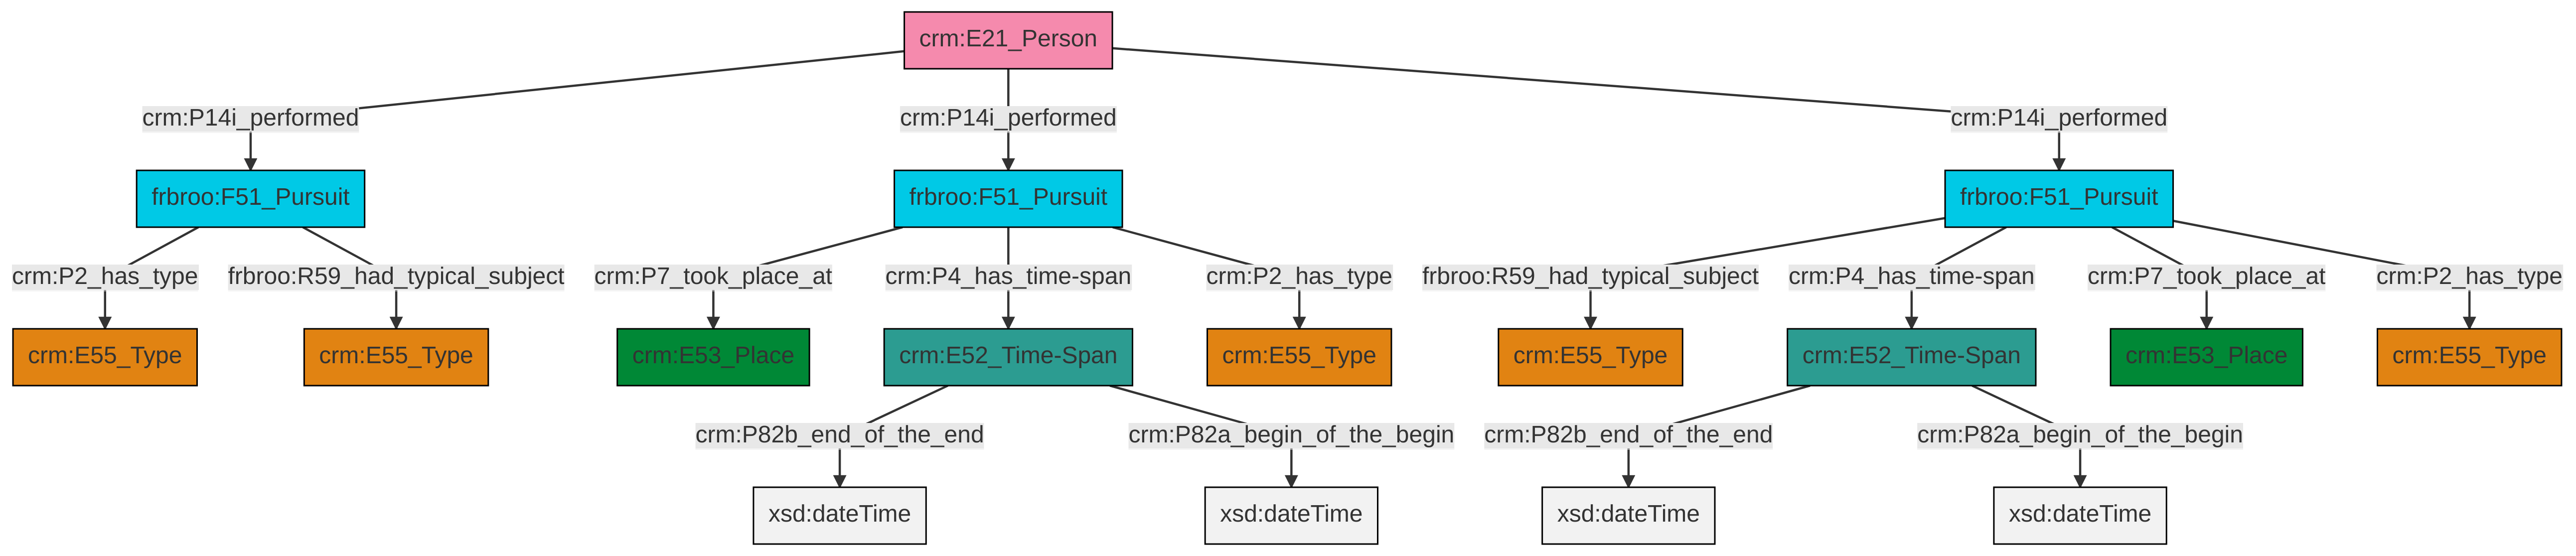 crm:E21_Person
crm:P14i_performed
crm:P14i_performed
crm:P14i_performed
frbroo:F51_Pursuit
frbroo:F51_Pursuit
frbroo:F51_Pursuit
crm:P2_has_type
frbroo:R59_had_typical_subject
crm:P7_took_place_at
crm:P4_has_time-span
crm:P2_has_type
frbroo:R59_had_typical_subject
crm:P4_has_time-span
crm:P7_took_place_at
crm:P2_has_type
crm:E55_Type
crm:E55_Type
crm:E53_Place
crm:E52_Time-Span
crm:E55_Type
crm:E55_Type
crm:E52_Time-Span
crm:E53_Place
crm:E55_Type
crm:P82b_end_of_the_end
crm:P82a_begin_of_the_begin
crm:P82b_end_of_the_end
crm:P82a_begin_of_the_begin
xsd:dateTime
xsd:dateTime
xsd:dateTime
xsd:dateTime